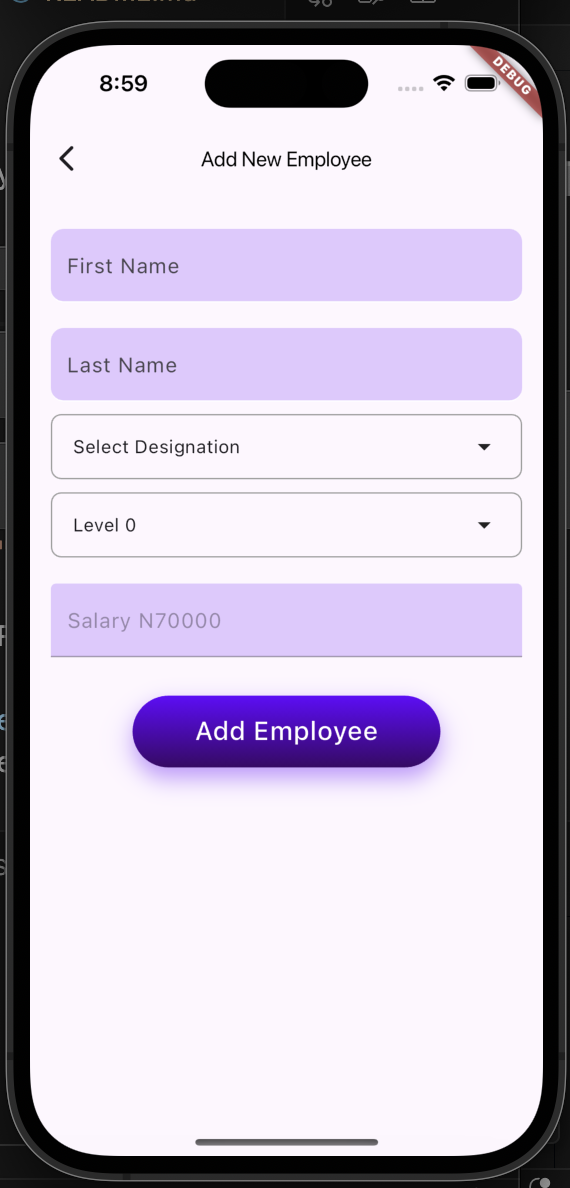 8:59
DEBUG
Add New Employee
First Name
Last Name
Select Designation
Level 0
Salary N70000
Add Employee